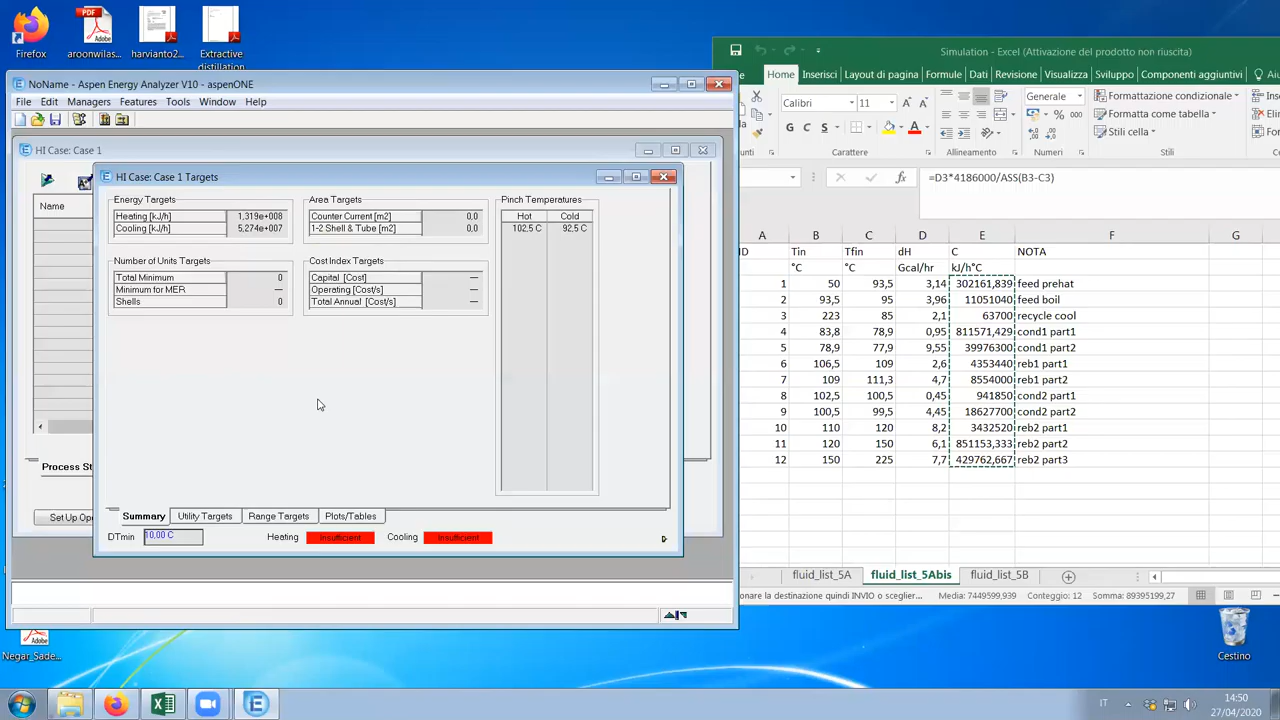 Firefox
aroonwilas...
harvianto2...
Extractive distillation
NoName - Aspen Energy Analyzer V10 - aspenONE
File Edit Managers Features Tools Window Help
HI Case: Case 1
Name
Process St
Set Up Ope
HI Case: Case 1 Targets
Energy Targets
Heating [kJ/h] 1,319e+008
Cooling [kJ/h] 5,274e+007
Area Targets
Counter Current [m2] 0.0
1-2 Shell & Tube [m2] 0,0
Pinch Temperatures
Hot Cold
102.5 C 92.5 C
Number of Units Targets
Total Minimum 0
Minimum for MER —
Shells 0
Cost Index Targets
Capital [Cost] —
Operating [Cost/s] —
Total Annual [Cost/s] —
Summary Utility Targets Range Targets Plots/Tables
DTmin 10,00 C Heating Insufficient Cooling Insufficient
Negar_Sade...
Simulation - Excel (Attivazione del prodotto non riuscita)
Home Inserisci Layout di pagina Formule Dati Revisione Visualizza Sviluppo Componenti aggiuntivi
Calibri 11 Generale Formattazione condizionale Inse
G C S % 000 Formatta come tabella Elim
Stili cella Form
Carattere Allineamento Numeri Stili C
=D3*4186000/ASS(B3-C3)
A B C D E F G
ID Tin Tfin dH C NOTA
°C °C Gcal/hr kJ/h°C
1 50 93,5 3,14 302161,839 feed prehat
2 93,5 95 3,96 11051040 feed boil
3 223 85 2,1 63700 recycle cool
4 83,8 78,9 0,95 811571,429 cond1 part1
5 78,9 77,9 9,55 39976300 cond1 part2
6 106,5 109 2,6 4353440 reb1 part1
7 109 111,3 4,7 8554000 reb1 part2
8 102,5 100,5 0,45 941850 cond2 part1
9 100,5 99,5 4,45 18627700 cond2 part2
10 110 120 8,2 3432520 reb2 part1
11 120 150 6,1 851153,333 reb2 part2
12 150 225 7,7 429762,667 reb2 part3
fluid_list_5A fluid_list_5Abis fluid_list_5B
onare la destinazione quindi INVIO o sceglier Media: 7449599,939 Conteggio: 12 Somma: 89395199,27
Cestino
IT 14:50
27/04/2020